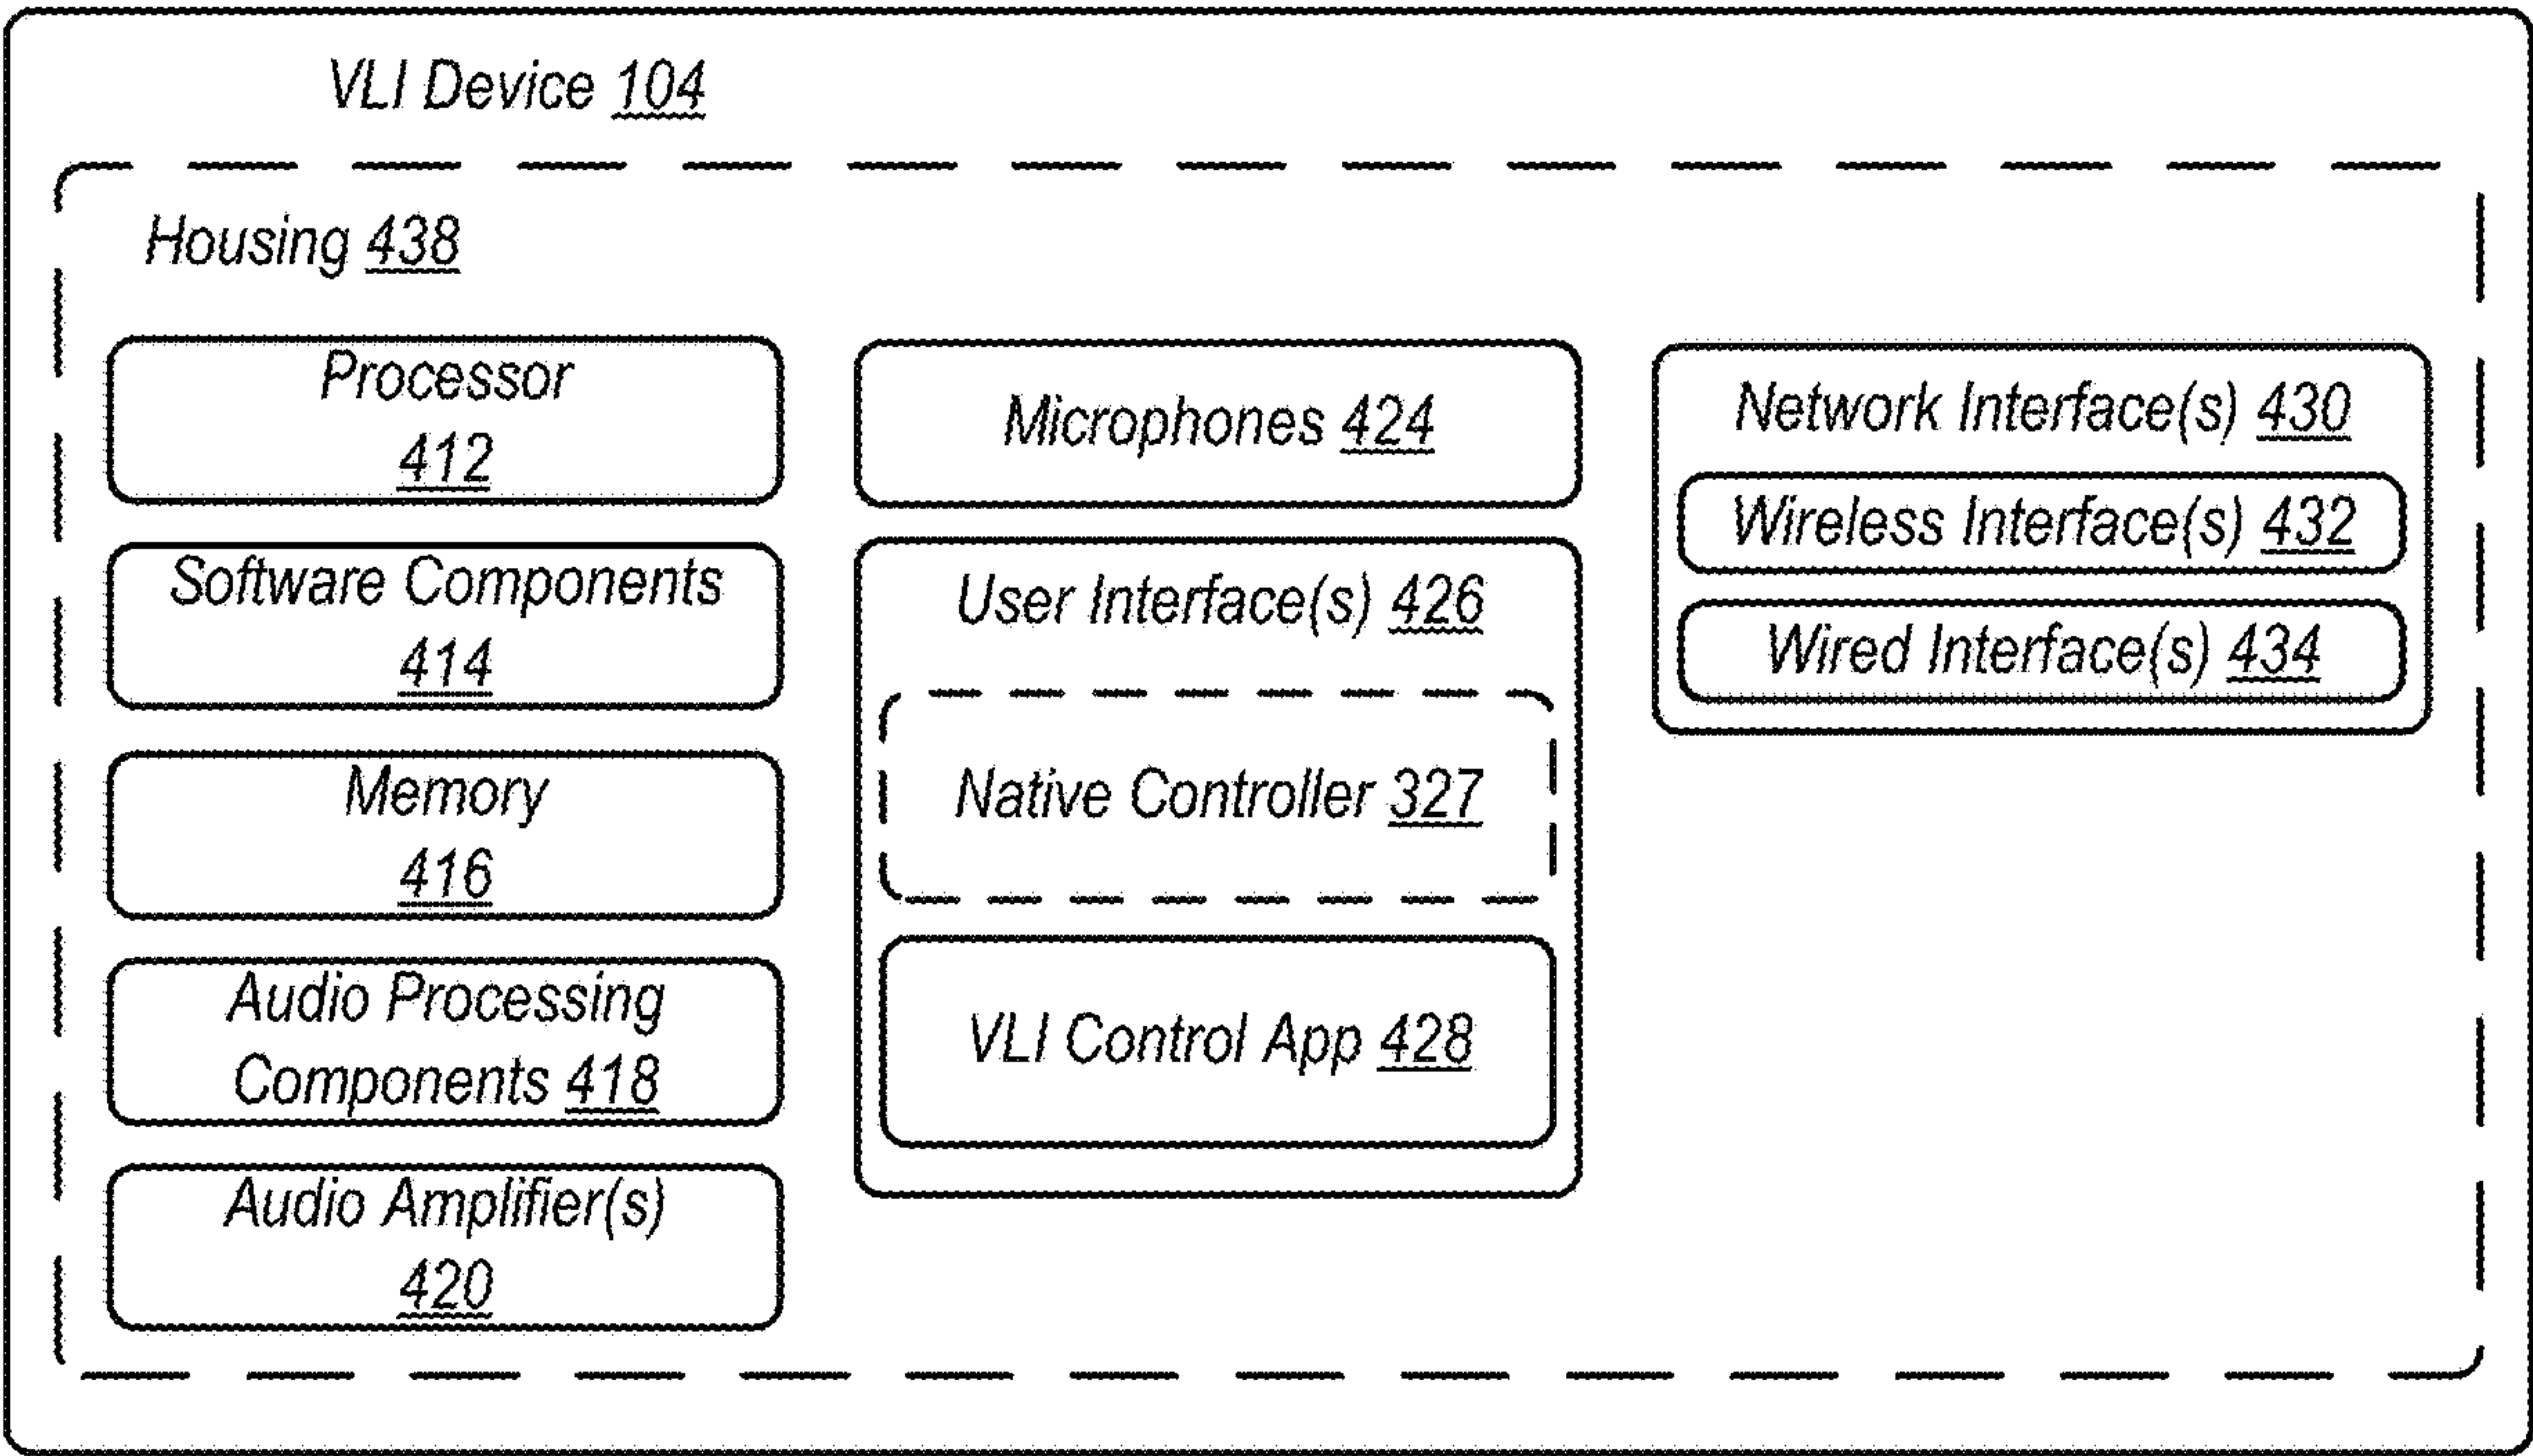 VLI Device 104
Housing 438
Processor
412
Software Components
414
Memory
416
Audio Processing
Components 418
Audio Amplifier(s)
420
Microphones 424
User Interface(s) 426
Native Controller 327
VLI Control App 428
Network Interface(s) 430
Wireless Interface(s) 432
Wired Interface(s) 434